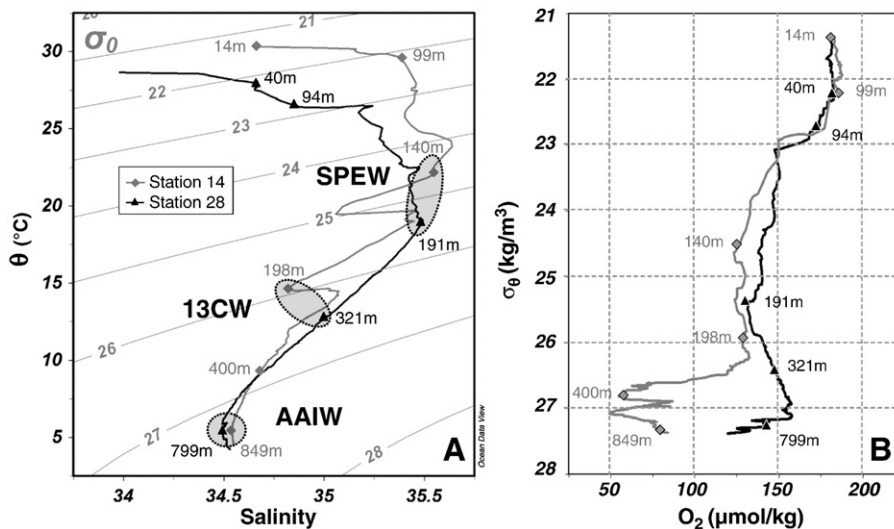 σ0
30
25
20
15
10
5
θ (°C)
34
34.5
35
35.5
Salinity
20
21
22
23
24
25
26
27
28
14m
99m
40m
94m
140m
Station 14
Station 28
SPEW
191m
198m
13CW
321m
400m
AAIW
799m
849m
A
Ocean Data View
21
22
23
24
25
26
27
28
σθ (kg/m³)
50
100
150
200
O2 (μmol/kg)
14m
40m
99m
94m
140m
191m
198m
321m
400m
849m
799m
B